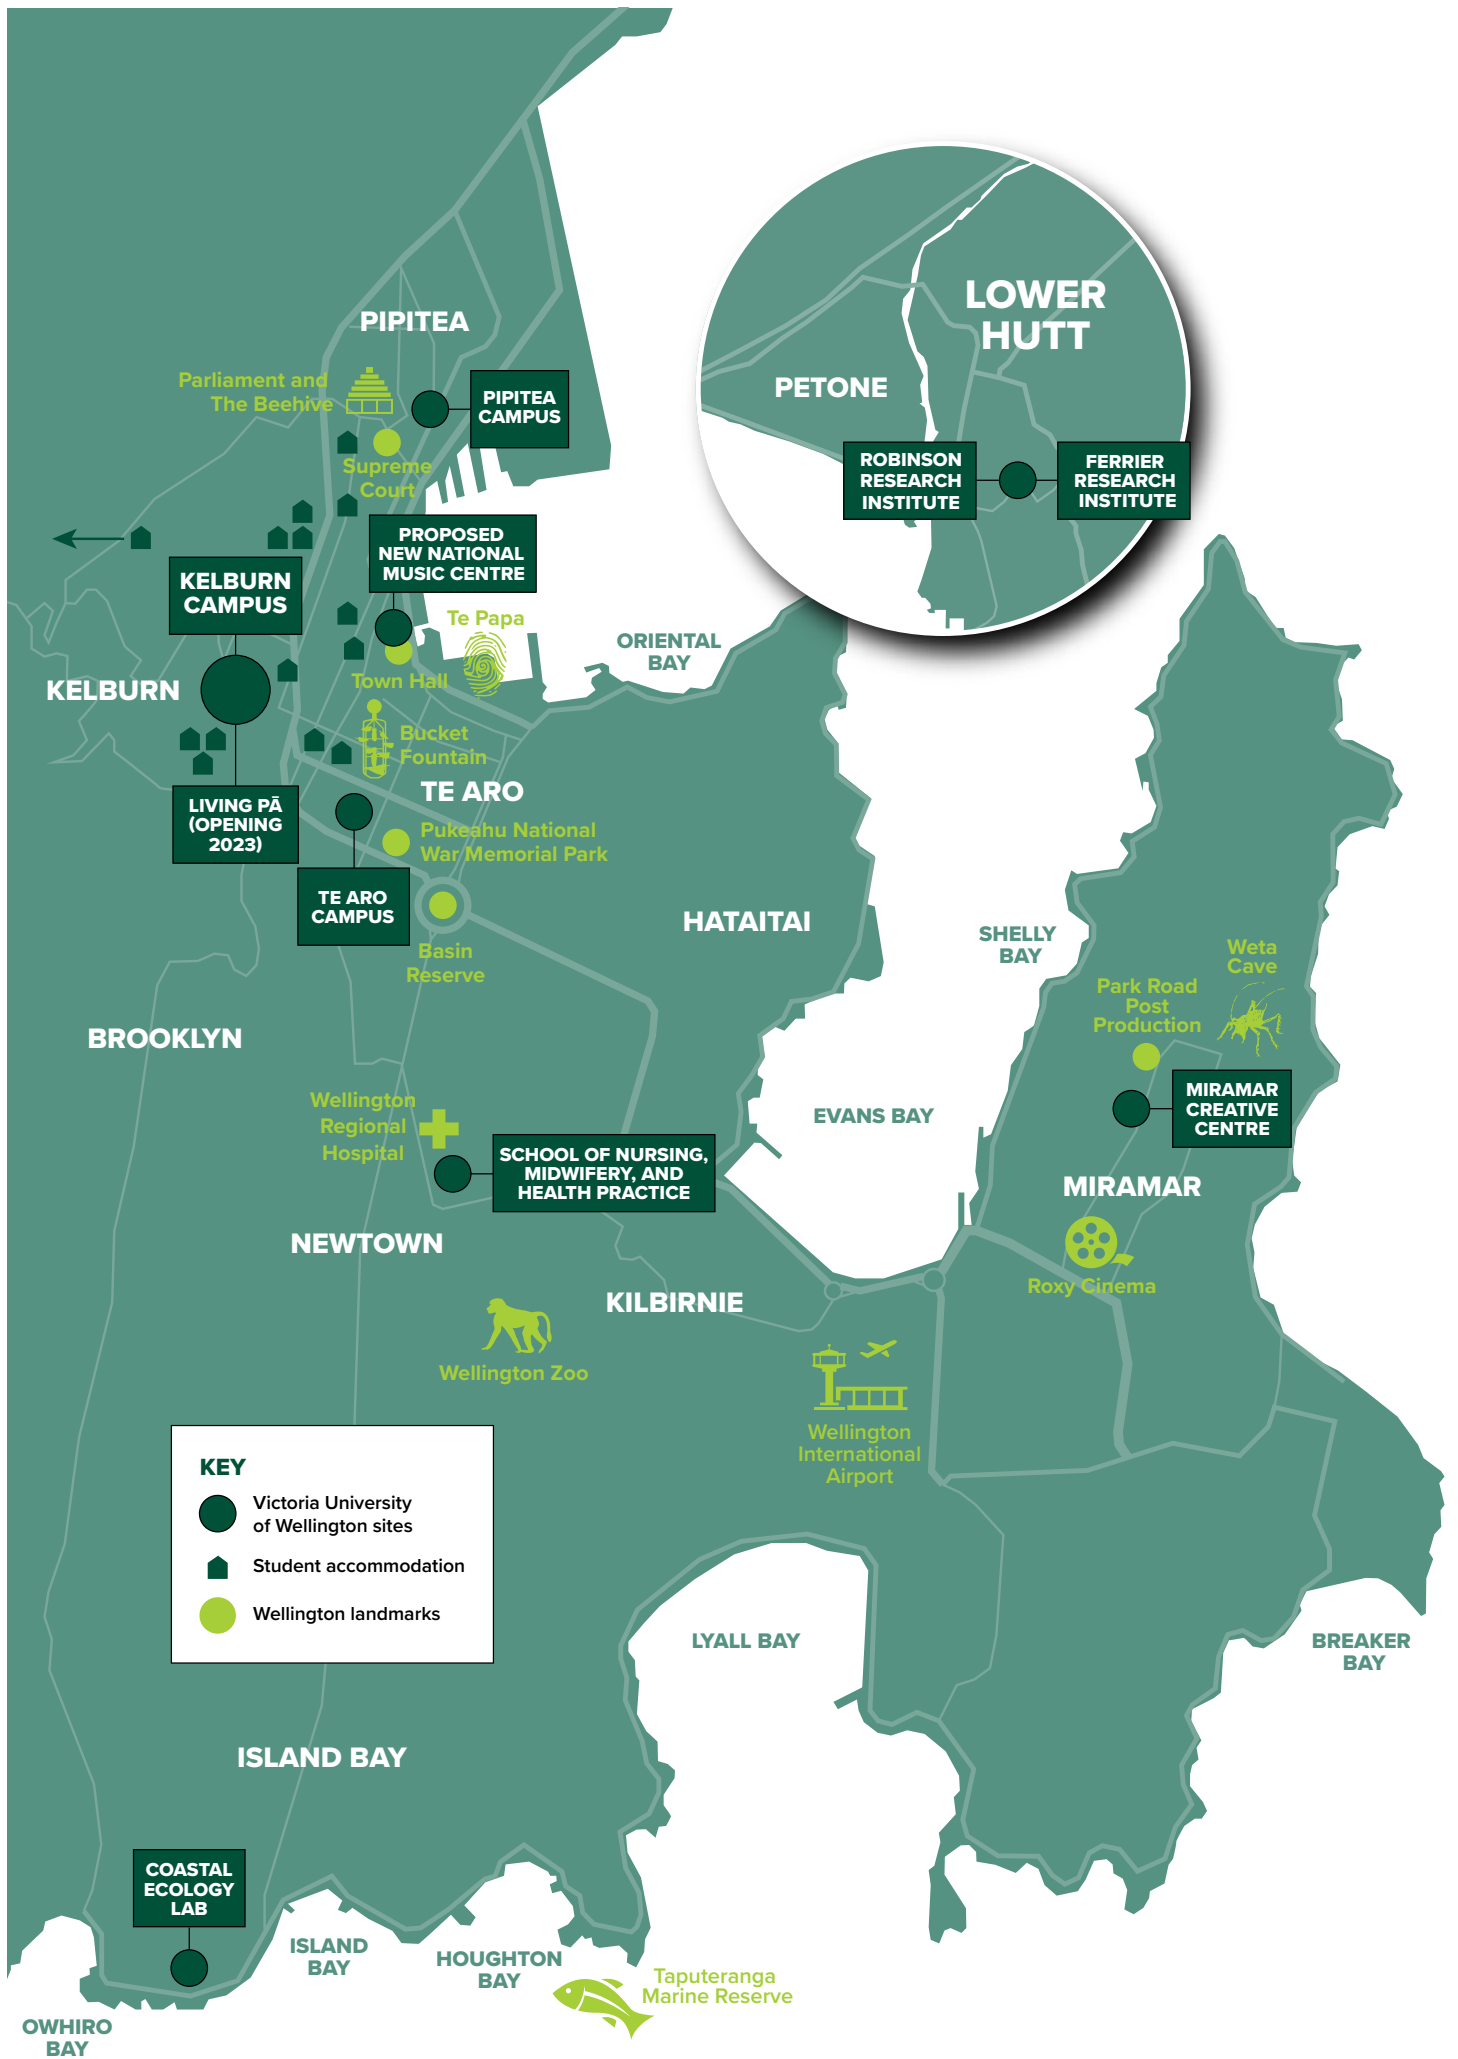 PIPITEA
Parliament and
The Beehive
PIPITEA
CAMPUS
Supreme
Court
LOWER
HUTT
PETONE
ROBINSON
RESEARCH
INSTITUTE
FERRIER
RESEARCH
INSTITUTE
PROPOSED
NEW NATIONAL
MUSIC CENTRE
KELBURN
CAMPUS
Te Papa
ORIENTAL
BAY
KELBURN
Town Hall
Bucket
Fountain
TE ARO
LIVING PĀ
(OPENING
2023)
Pukeahu National
War Memorial Park
TE ARO
CAMPUS
Basin
Reserve
HATAITAI
SHELLY
BAY
Weta
Cave
Park Road
Post
Production
BROOKLYN
MIRAMAR
CREATIVE
CENTRE
Wellington
Regional
Hospital
EVANS BAY
SCHOOL OF NURSING,
MIDWIFERY, AND
HEALTH PRACTICE
MIRAMAR
NEWTOWN
Roxy Cinema
KILBIRNIE
Wellington Zoo
Wellington
International
Airport
KEY
Victoria University
of Wellington sites
Student accommodation
Wellington landmarks
LYALL BAY
BREAKER
BAY
ISLAND BAY
COASTAL
ECOLOGY
LAB
ISLAND
BAY
HOUGHTON
BAY
Taputeranga
Marine Reserve
OWHIRO
BAY